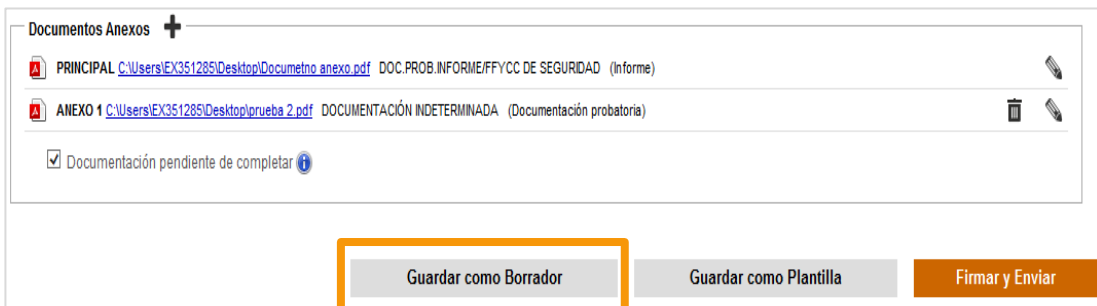 Documentos Anexos
PRINCIPAL C:\Users\EX351285\Desktop\Documetno anexo.pdf DOC.PROB.INFORME/FFYCC DE SEGURIDAD (Informe)
ANEXO 1 C:\Users\EX351285\Desktop\prueba 2.pdf DOCUMENTACIÓN INDETERMINADA (Documentación probatoria)
Documentación pendiente de completar
Guardar como Borrador Guardar como Plantilla Firmar y Enviar